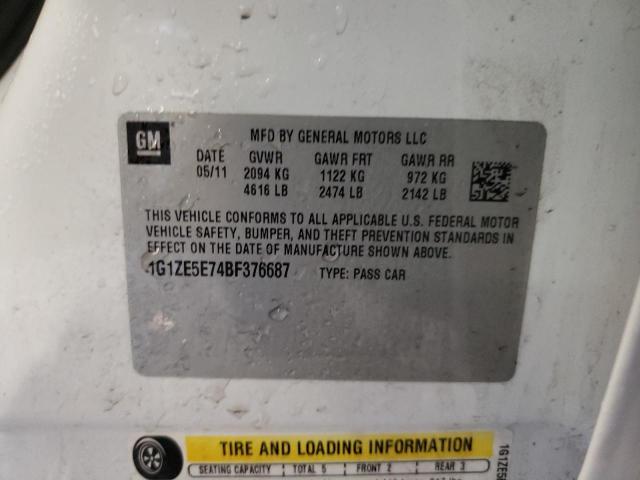 GM
MFD BY GENERAL MOTORS LLC
DATE GVWR GAWR FRT GAWR RR
05/11 2094 KG 1122 KG 972 KG
4616 LB 2474 LB 2142 LB
THIS VEHICLE CONFORMS TO ALL APPLICABLE U.S. FEDERAL MOTOR
VEHICLE SAFETY, BUMPER, AND THEFT PREVENTION STANDARDS IN
EFFECT ON THE DATE OF MANUFACTURE SHOWN ABOVE.
1G1ZE5E74BF376687 TYPE: PASS CAR
TIRE AND LOADING INFORMATION
SEATING CAPACITY TOTAL 5 FRONT 2 REAR 3
1G1ZE5